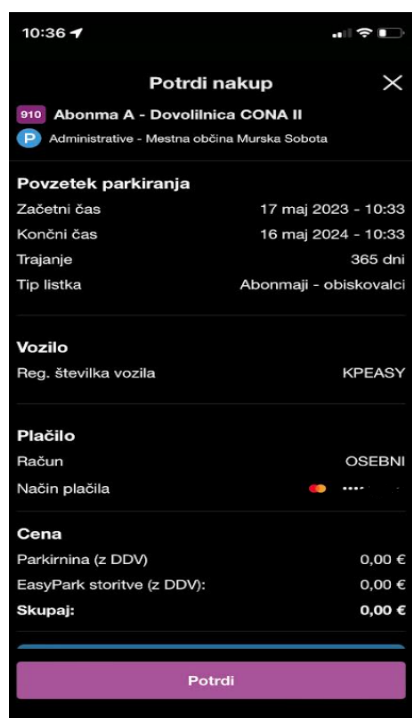 10:36
Potrdi nakup
910 Abonma A - Dovolilnica CONA II
P Administrative - Mestna občina Murska Sobota
Povzetek parkiranja
Začetni čas 17 maj 2023 - 10:33
Končni čas 16 maj 2024 - 10:33
Trajanje 365 dni
Tip listka Abonmaji - obiskovalci
Vozilo
Reg. številka vozila KPEASY
Plačilo
Račun OSEBNI
Način plačila ••••
Cena
Parkirnina (z DDV) 0,00 €
EasyPark storitve (z DDV): 0,00 €
Skupaj: 0,00 €
Potrdi